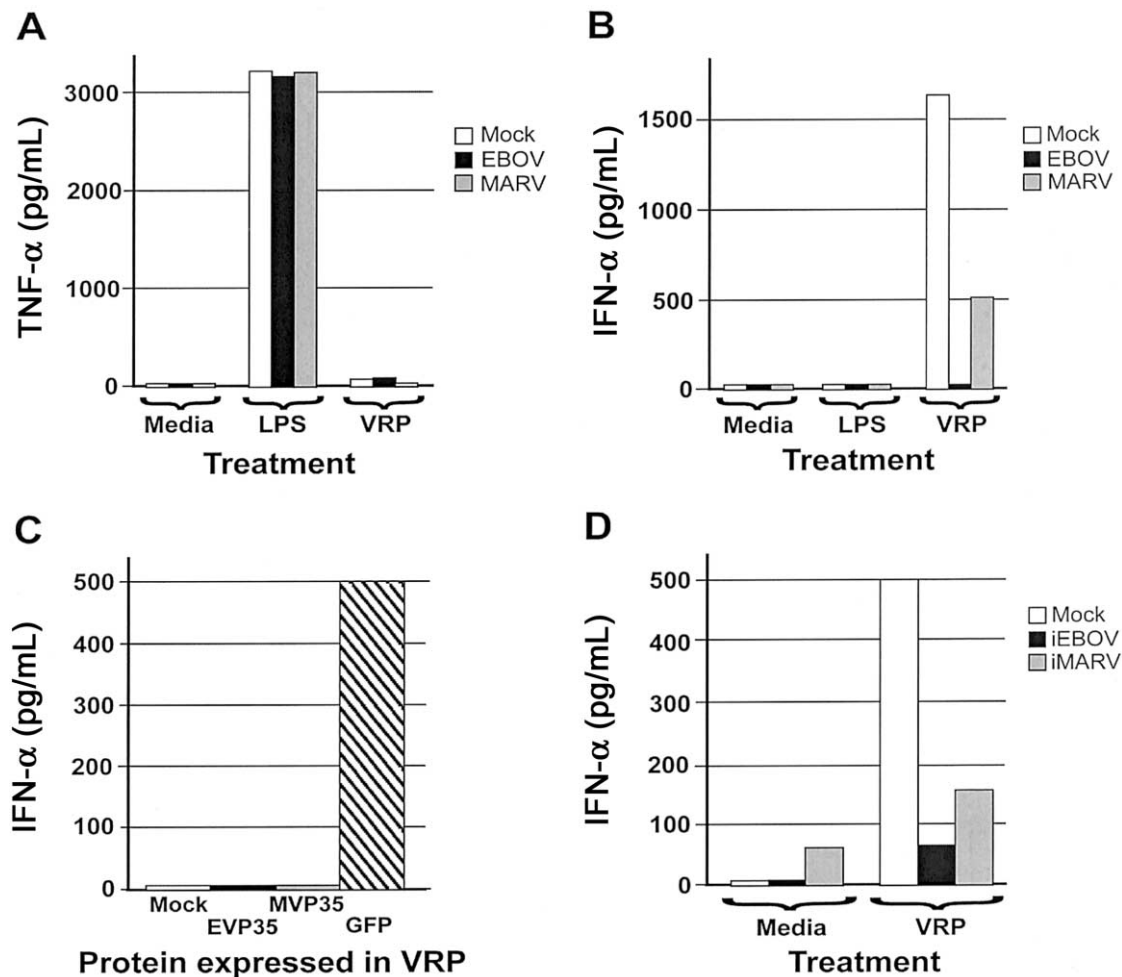 A
TNF-α (pg/mL)
3000
2000
1000
0
Mock
EBOV
MARV
Media LPS VRP
Treatment
B
IFN-α (pg/mL)
1500
1000
500
0
Mock
EBOV
MARV
Media LPS VRP
Treatment
C
IFN-α (pg/mL)
500
400
300
200
100
0
Mock MVP35
EVP35 GFP
Protein expressed in VRP
D
IFN-α (pg/mL)
500
400
300
200
100
0
Mock
iEBOV
iMARV
Media VRP
Treatment